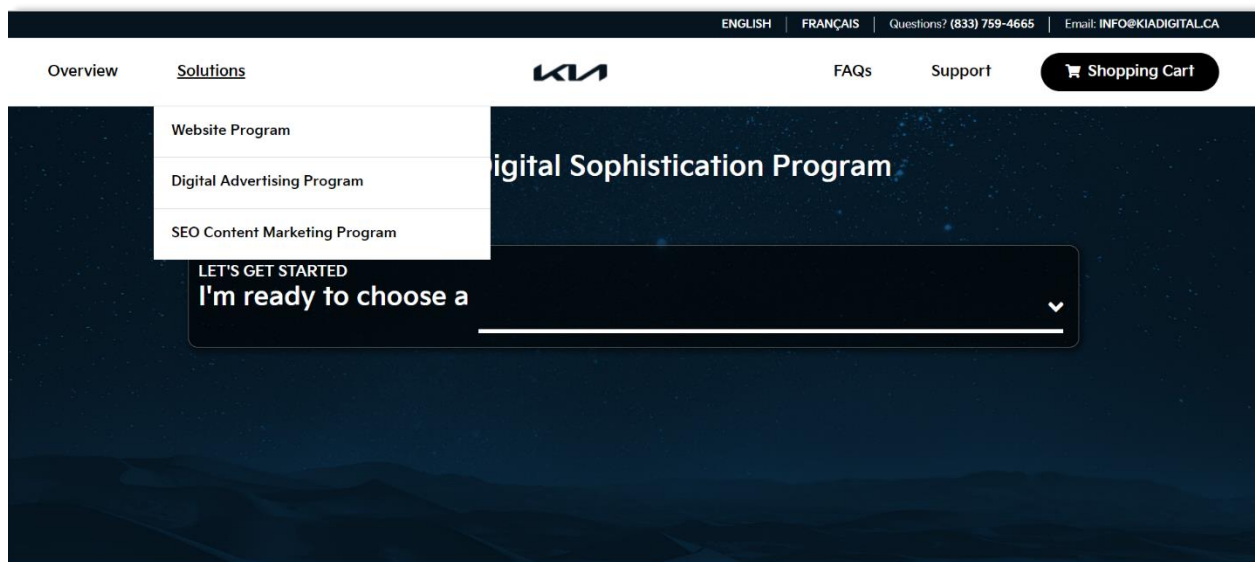 ENGLISH | FRANÇAIS | Questions? (833) 759-4665 | Email: INFO@KIADIGITAL.CA
Overview Solutions KIA FAQs Support Shopping Cart
Website Program
igital Sophistication Program
Digital Advertising Program
SEO Content Marketing Program
LET'S GET STARTED
I'm ready to choose a